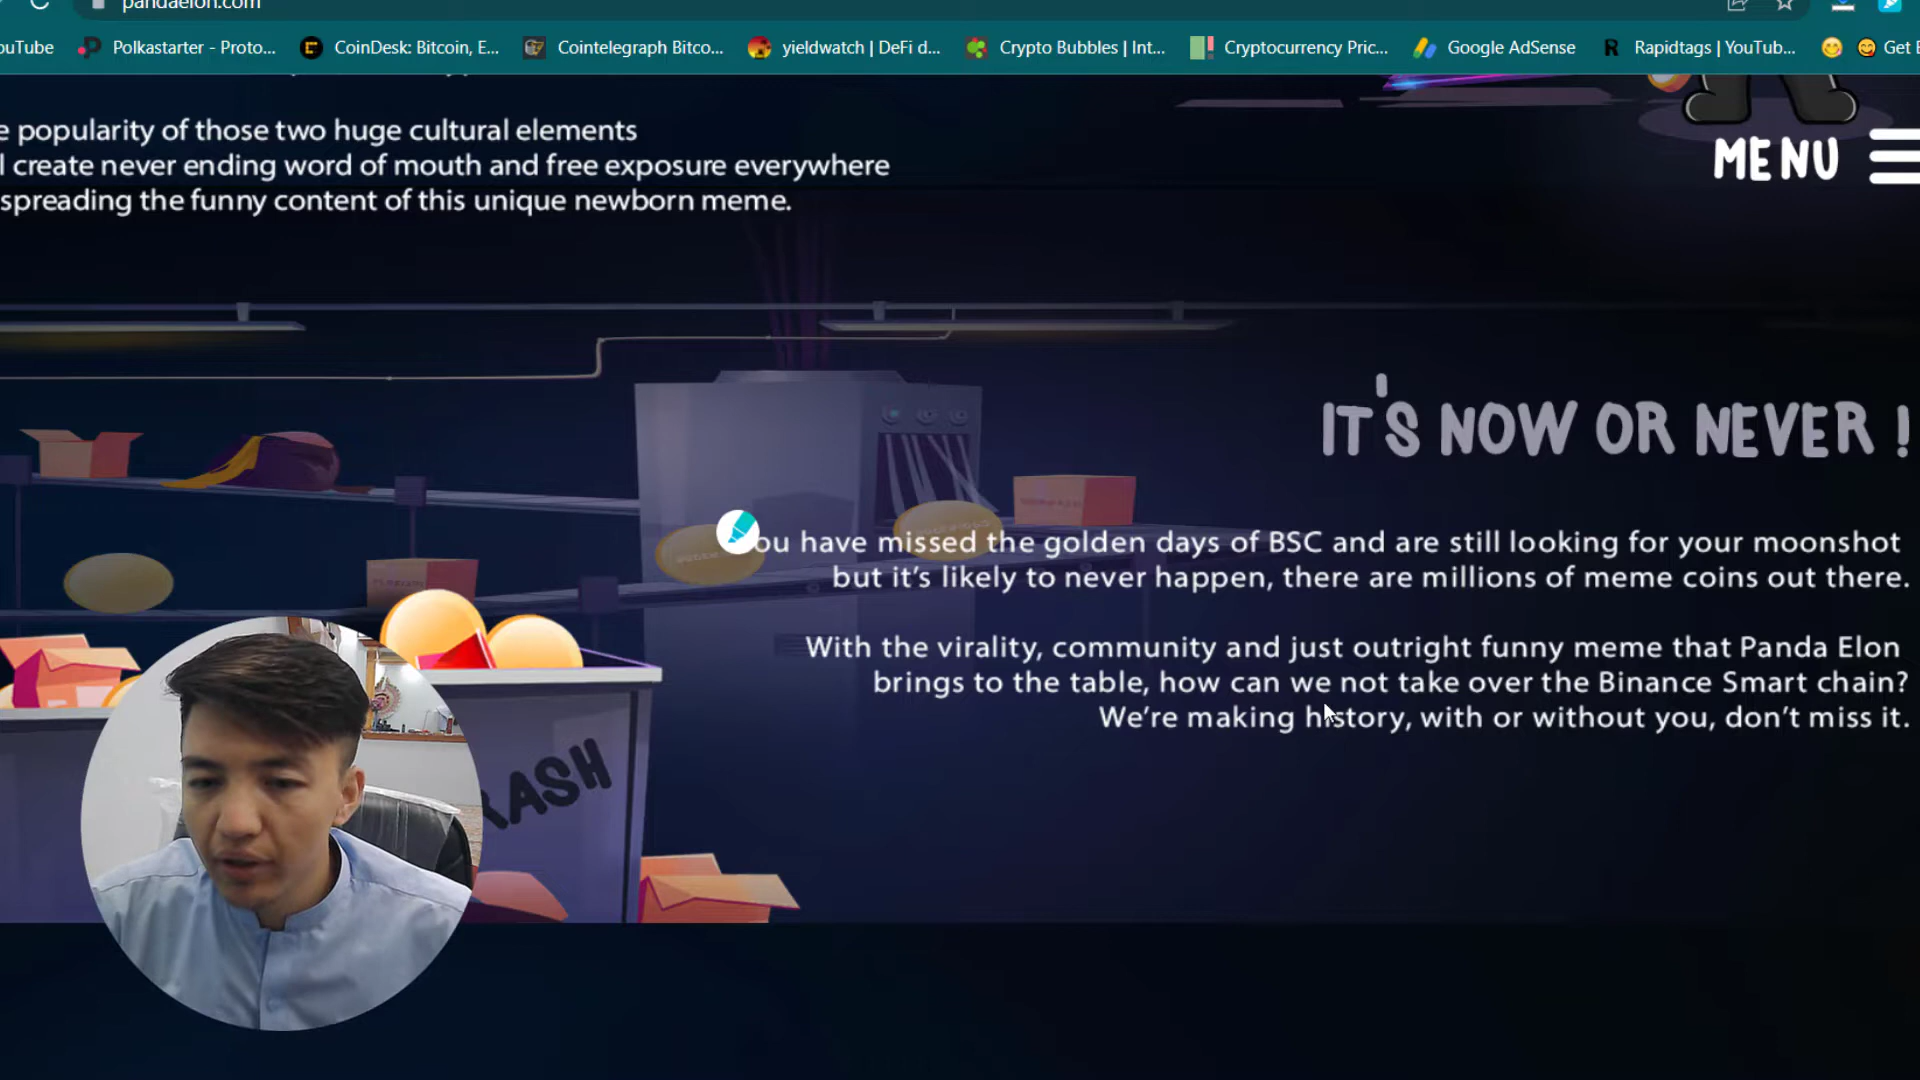 pandaelon.com
ouTube
Polkastarter - Proto...
CoinDesk: Bitcoin, E...
Cointelegraph Bitco...
yieldwatch | DeFi d...
Crypto Bubbles | Int...
Cryptocurrency Pric...
Google AdSense
Rapidtags | YouTub...
Get
e popularity of those two huge cultural elements
l create never ending word of mouth and free exposure everywhere
spreading the funny content of this unique newborn meme.
MENU
IT'S NOW OR NEVER !
ou have missed the golden days of BSC and are still looking for your moonshot
but it's likely to never happen, there are millions of meme coins out there.
With the virality, community and just outright funny meme that Panda Elon
brings to the table, how can we not take over the Binance Smart chain?
We're making history, with or without you, don't miss it.
RASH